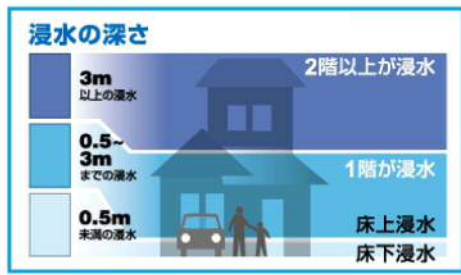 浸水の深さ
3m
以上の浸水
2階以上が浸水
0.5~
3m
までの浸水
1階が浸水
0.5m
未満の浸水
床上浸水
床下浸水